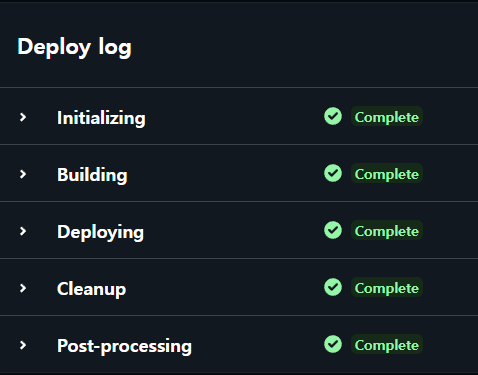 Deploy log
Initializing Complete
Building Complete
Deploying Complete
Cleanup Complete
Post-processing Complete